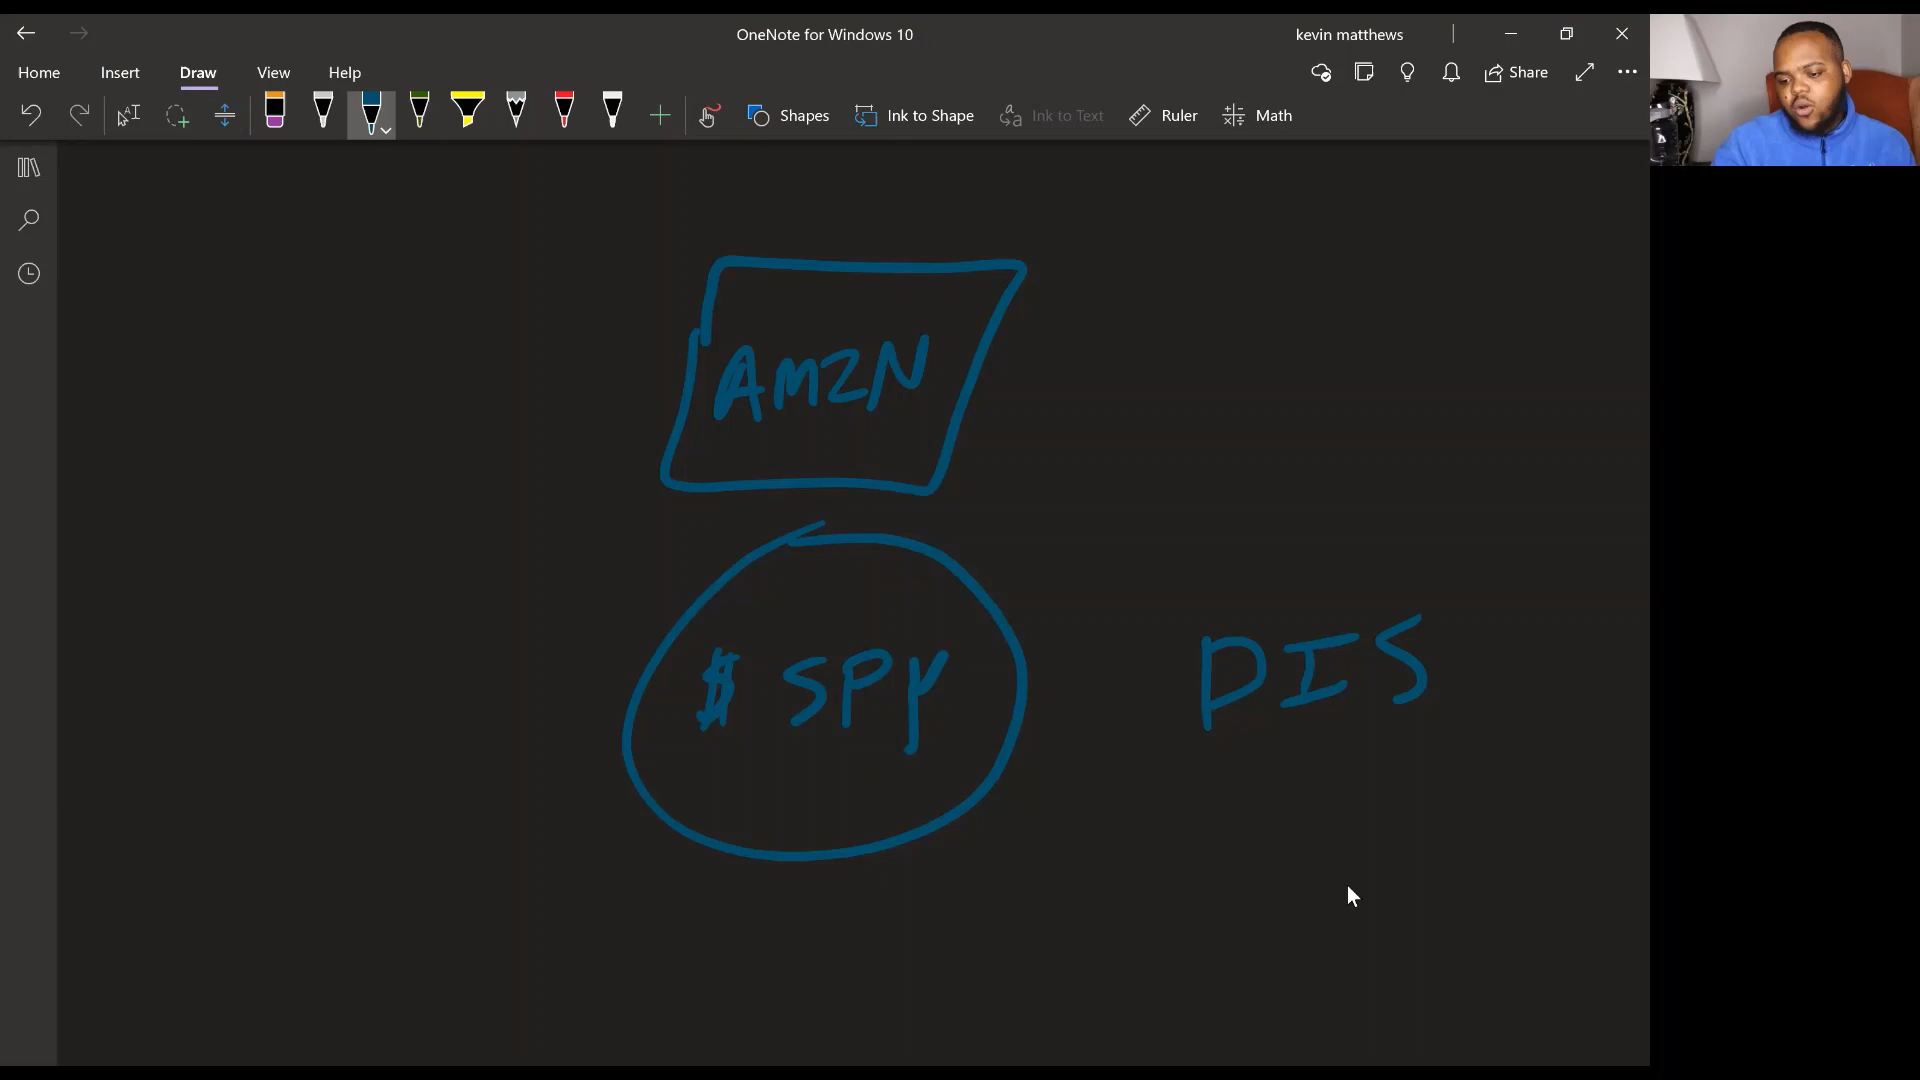 OneNote for Windows 10
kevin matthews
Home Insert Draw View Help
Share
Shapes Ink to Shape Ink to Text Ruler Math
AMZN
$ SPY
DIS